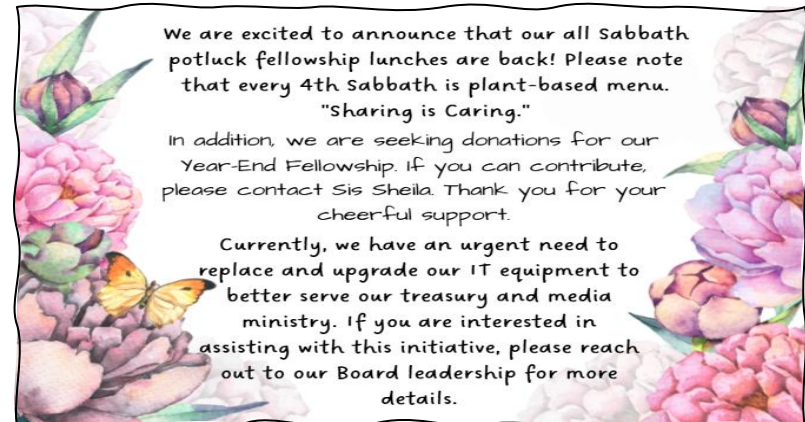 We are excited to announce that our all Sabbath
potluck fellowship lunches are back! Please note
that every 4th Sabbath is plant-based menu.
"Sharing is Caring."
In addition, we are seeking donations for our
Year-End Fellowship. If you can contribute,
please contact Sis Sheila. Thank you for your
cheerful support.
Currently, we have an urgent need to
replace and upgrade our IT equipment to
better serve our treasury and media
ministry. If you are interested in
assisting with this initiative, please reach
out to our Board leadership for more
details.